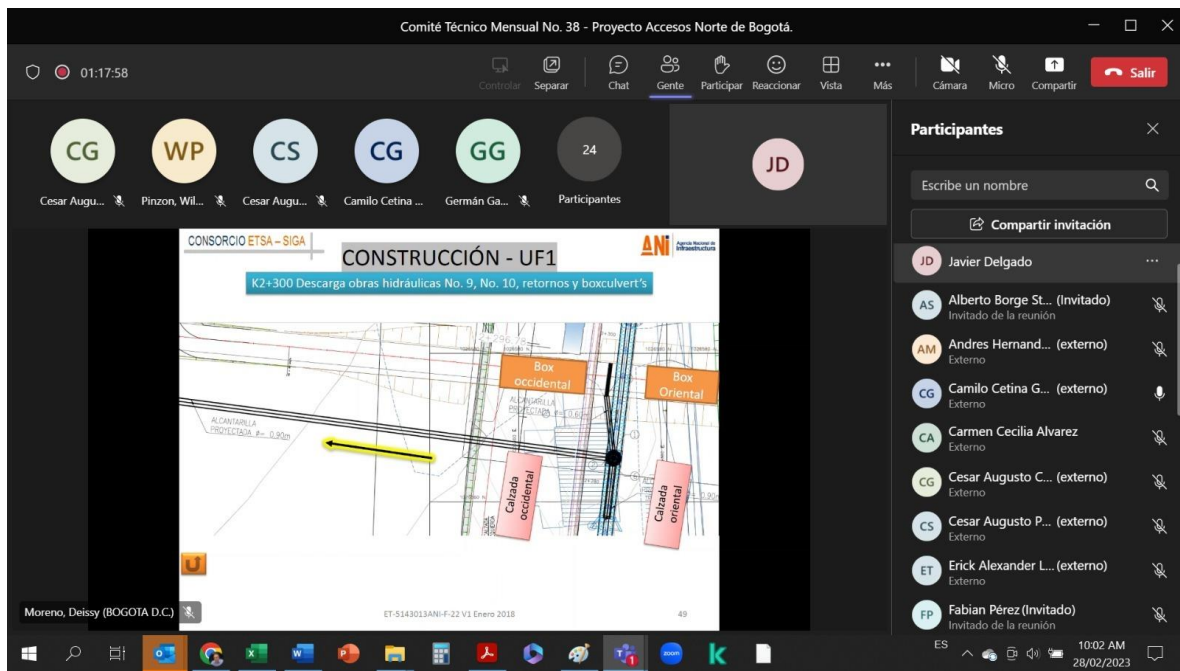 Comité Técnico Mensual No. 38 - Proyecto Accesos Norte de Bogotá.
01:17:58
Controlar
Separar
Chat
Gente
Participar
Reaccionar
Vista
Más
Cámara
Micro
Compartir
Salir
CG
WP
CS
CG
GG
24
JD
Cesar Augu...
Pinzon, Wil...
Cesar Augu...
Camilo Cetina ...
Germán Ga...
Participantes
CONSORCIO ETSA – SIGA
CONSTRUCCIÓN - UF1
ANI Agencia Nacional de Infraestructura
K2+300 Descarga obras hidráulicas No. 9, No. 10, retornos y boxculvert's
Box
occidental
Box
Oriental
ALCANTARILLA
PROYECTADA ø= 0.90m
Calzada
occidental
Calzada
oriental
Moreno, Deissy (BOGOTA D.C.)
ET-5143013ANI-F-22 V1 Enero 2018
49
Participantes
Escribe un nombre
Compartir invitación
JD
Javier Delgado
AS
Alberto Borge St... (Invitado)
Invitado de la reunión
AM
Andres Hernand... (externo)
Externo
CG
Camilo Cetina G... (externo)
Externo
CA
Carmen Cecilia Alvarez
CG
Cesar Augusto C... (externo)
Externo
CS
Cesar Augusto P... (externo)
Externo
ET
Erick Alexander L... (externo)
Externo
FP
Fabian Pérez (Invitado)
Invitado de la reunión
zoom
ES
10:02 AM
28/02/2023